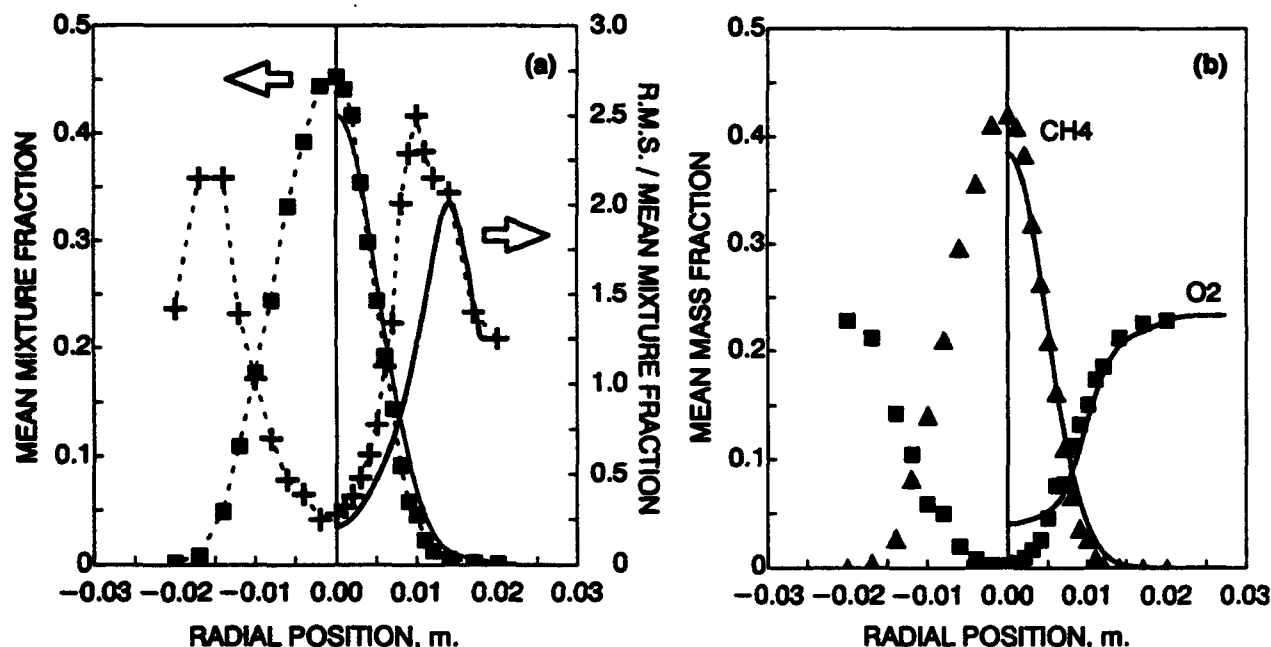 0.5
3.0
0.5
(a)
(b)
2.5
0.4
0.4
CH4
2.0
0.3
0.3
O2
1.5
0.2
0.2
1.0
0.1
0.1
0.5
0
0
0
MEAN MIXTURE FRACTION
R.M.S. / MEAN MIXTURE FRACTION
MEAN MASS FRACTION
−0.03 −0.02 −0.01 0.00 0.01 0.02 0.03
−0.03 −0.02 −0.01 0.00 0.01 0.02 0.03
RADIAL POSITION, m.
RADIAL POSITION, m.